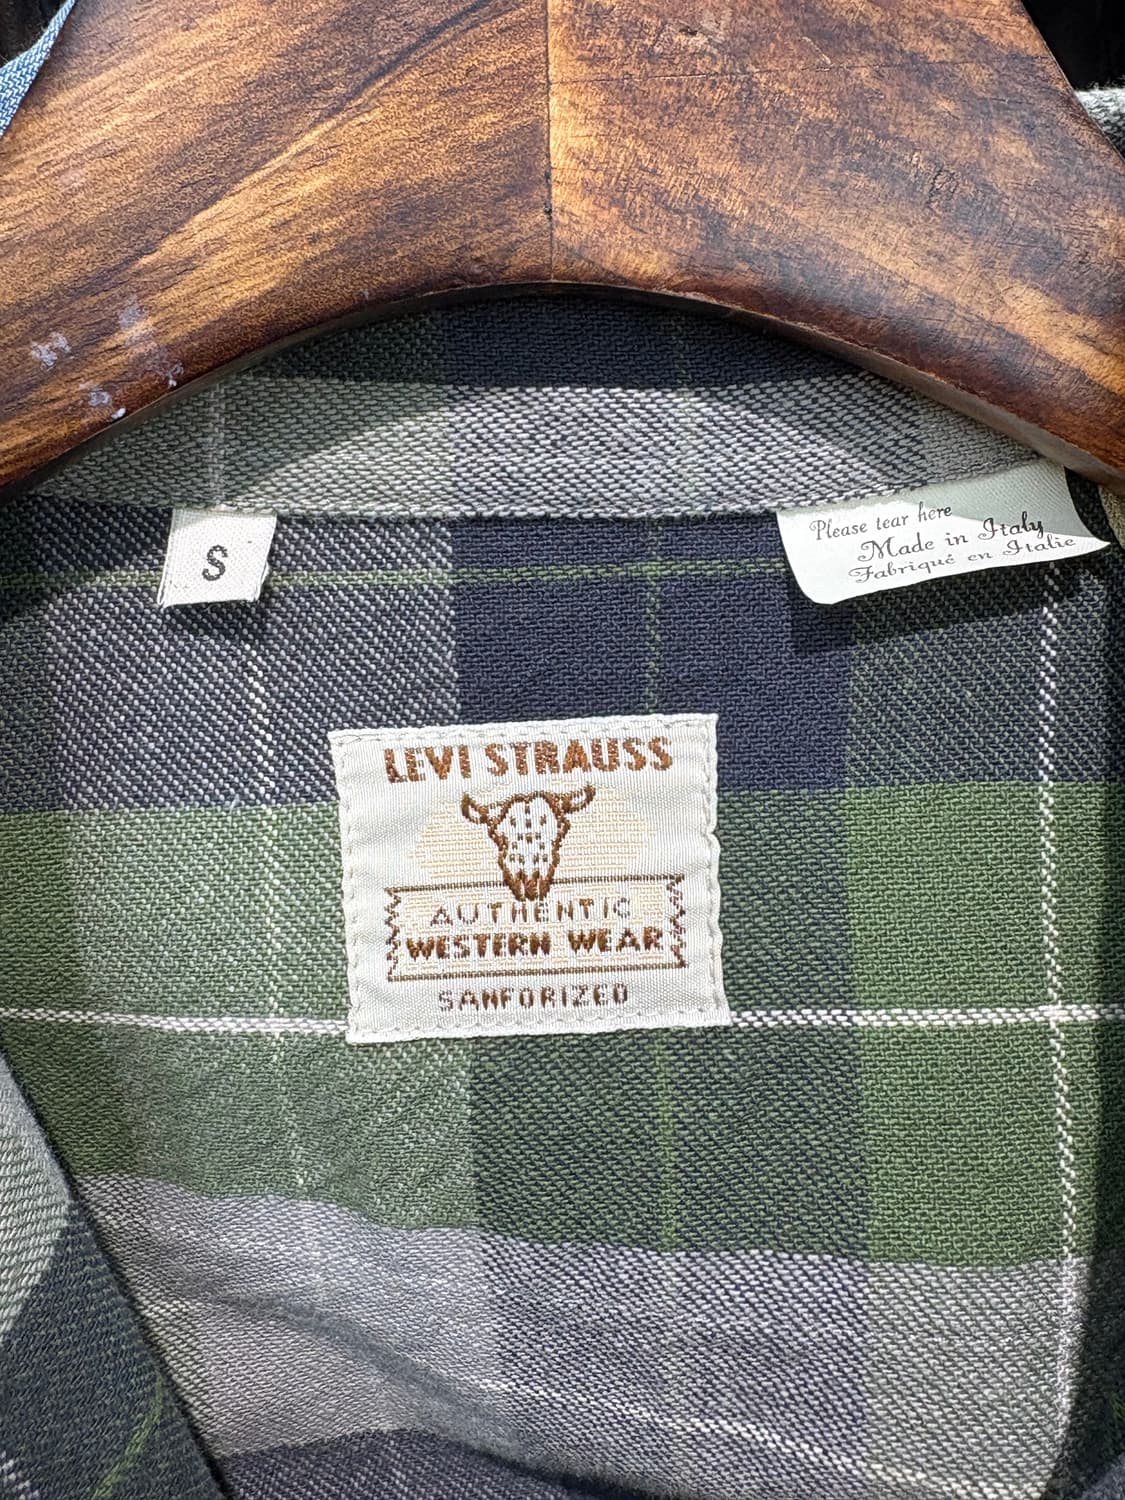 S
Please tear here
Made in Italy
Fabriqué en Italie
LEVI STRAUSS
AUTHENTIC
WESTERN WEAR
SANFORIZED